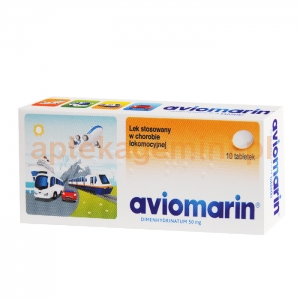 aviomarin
Lek stosowany
w chorobie
lokomocyjnej
10 tabletek
aviomarin®
DIMENHYDRINATUM 50 mg